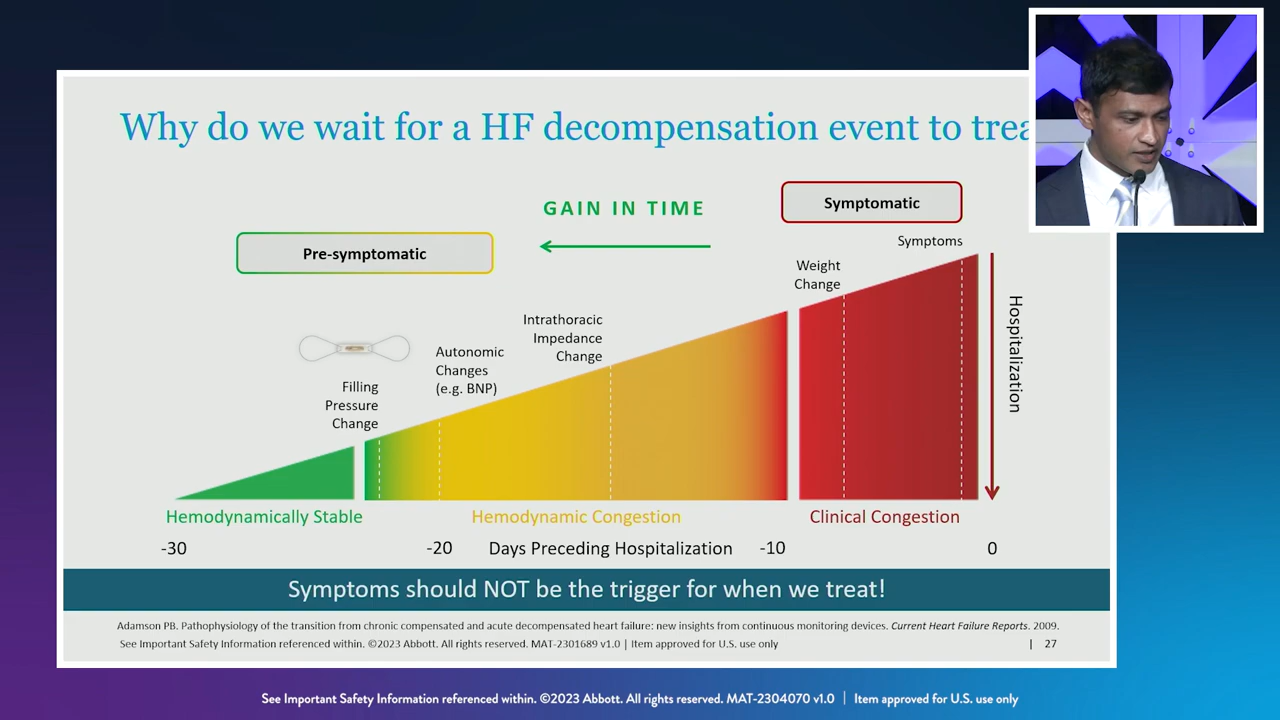 Why do we wait for a HF decompensation event to
GAIN IN TIME
Symptomatic
Pre-symptomatic
Symptoms
Weight
Change
Intrathoracic
Impedance
Change
Autonomic
Changes
(e.g. BNP)
Filling
Pressure
Change
Hospitalization
Hemodynamically Stable
Hemodynamic Congestion
Clinical Congestion
-30
-20
Days Preceding Hospitalization
-10
0
Symptoms should NOT be the trigger for when we treat!
Adamson PB. Pathophysiology of the transition from chronic compensated and acute decompensated heart failure: new insights from continuous monitoring devices. Current Heart Failure Reports. 2009.
See Important Safety Information referenced within. ©2023 Abbott. All rights reserved. MAT-2301689 v1.0 | Item approved for U.S. use only
| 27
See Important Safety Information referenced within. ©2023 Abbott. All rights reserved. MAT-2304070 v1.0 | Item approved for U.S. use only